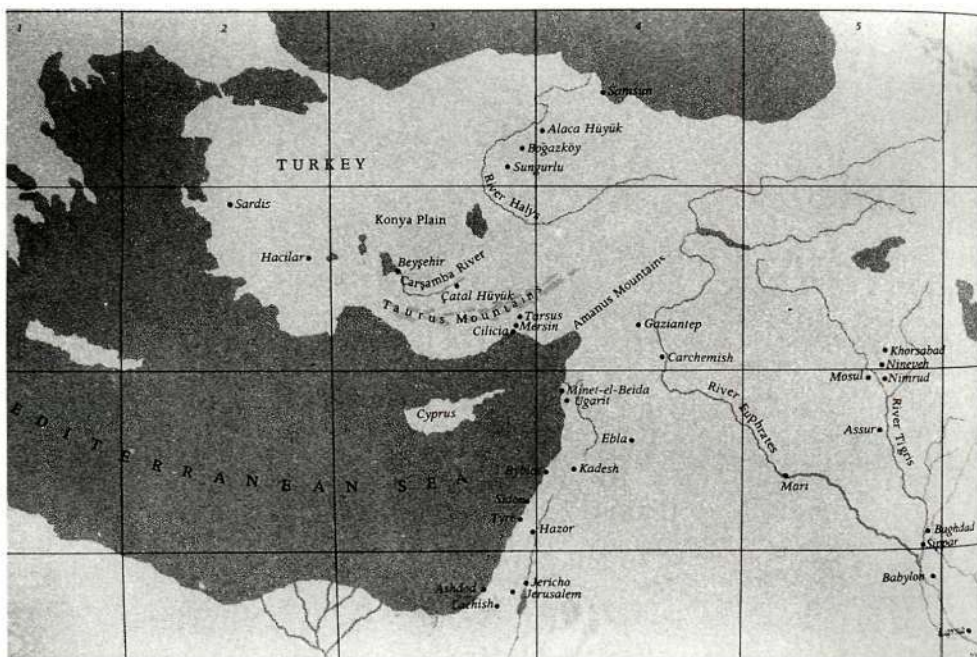 1
2
3
4
5
Samsun
Alaca Hüyük
Boğazköy
Sungurlu
TURKEY
River Halys
Sardis
Konya Plain
Hacilar
Beyşehir
Çarşamba River
Çatal Hüyük
Taurus Mountains
Amanus Mountains
Tarsus
Mersin
Cilicia
Gaziantep
Carchemish
Khorsabad
Nineveh
Mosul
Nimrud
Minet-el-Beida
Ugarit
Cyprus
River Euphrates
River Tigris
Assur
Ebla
EDITERRANEAN SEA
Byblos
Kadesh
Mari
Sidon
Tyre
Hazor
Baghdad
Sippar
Babylon
Jericho
Ashdod
Jerusalem
Lachish
Larsa